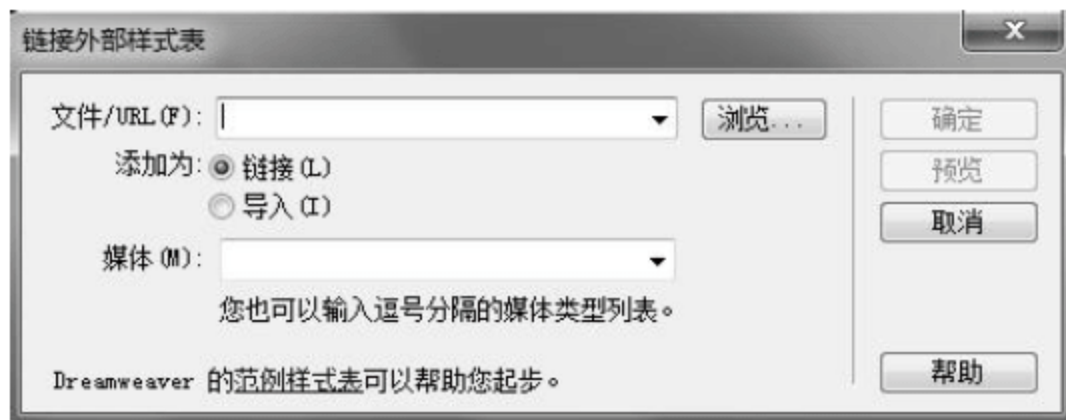 链接外部样式表
文件/URL(F): 浏览... 确定
添加为: 链接(L) 预览
导入(I) 取消
媒体(M):
您也可以输入逗号分隔的媒体类型列表。
Dreamweaver 的范例样式表可以帮助您起步。 帮助